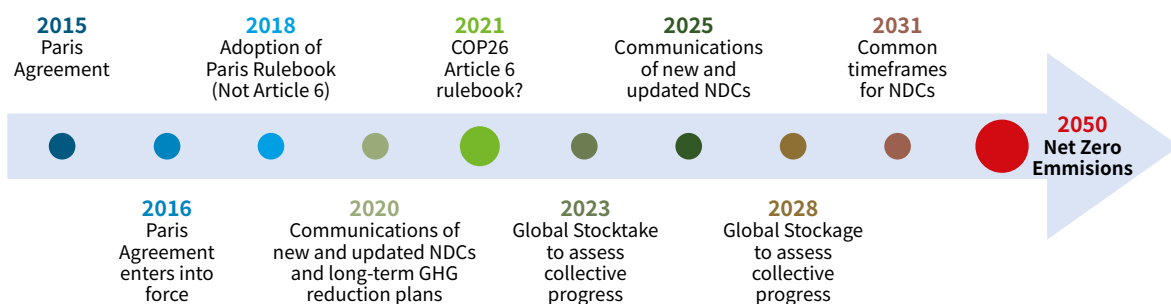 2015
Paris
Agreement
2018
Adoption of
Paris Rulebook
(Not Article 6)
2021
COP26
Article 6
rulebook?
2025
Communications
of new and
updated NDCs
2031
Common
timeframes
for NDCs
2050
Net Zero
Emmisions
2016
Paris
Agreement
enters into
force
2020
Communications of
new and updated NDCs
and long-term GHG
reduction plans
2023
Global Stocktake
to assess
collective
progress
2028
Global Stockage
to assess
collective
progress